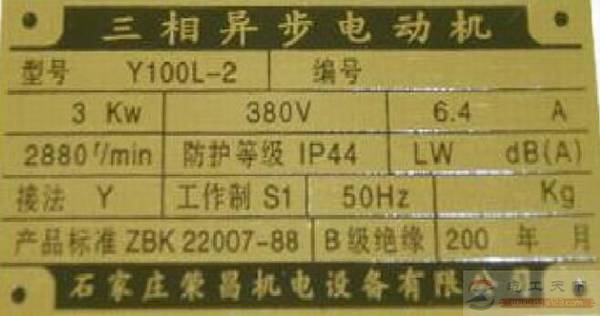 三相异步电动机
型号 Y100L-2 编号
3 Kw 380V 6.4 A
2880 r/min 防护等级 IP44 LW dB(A)
接法 Y 工作制 S1 50Hz Kg
产品标准 ZBK 22007-88 B级绝缘 200 年 月
石家庄荣昌机电设备有限公司